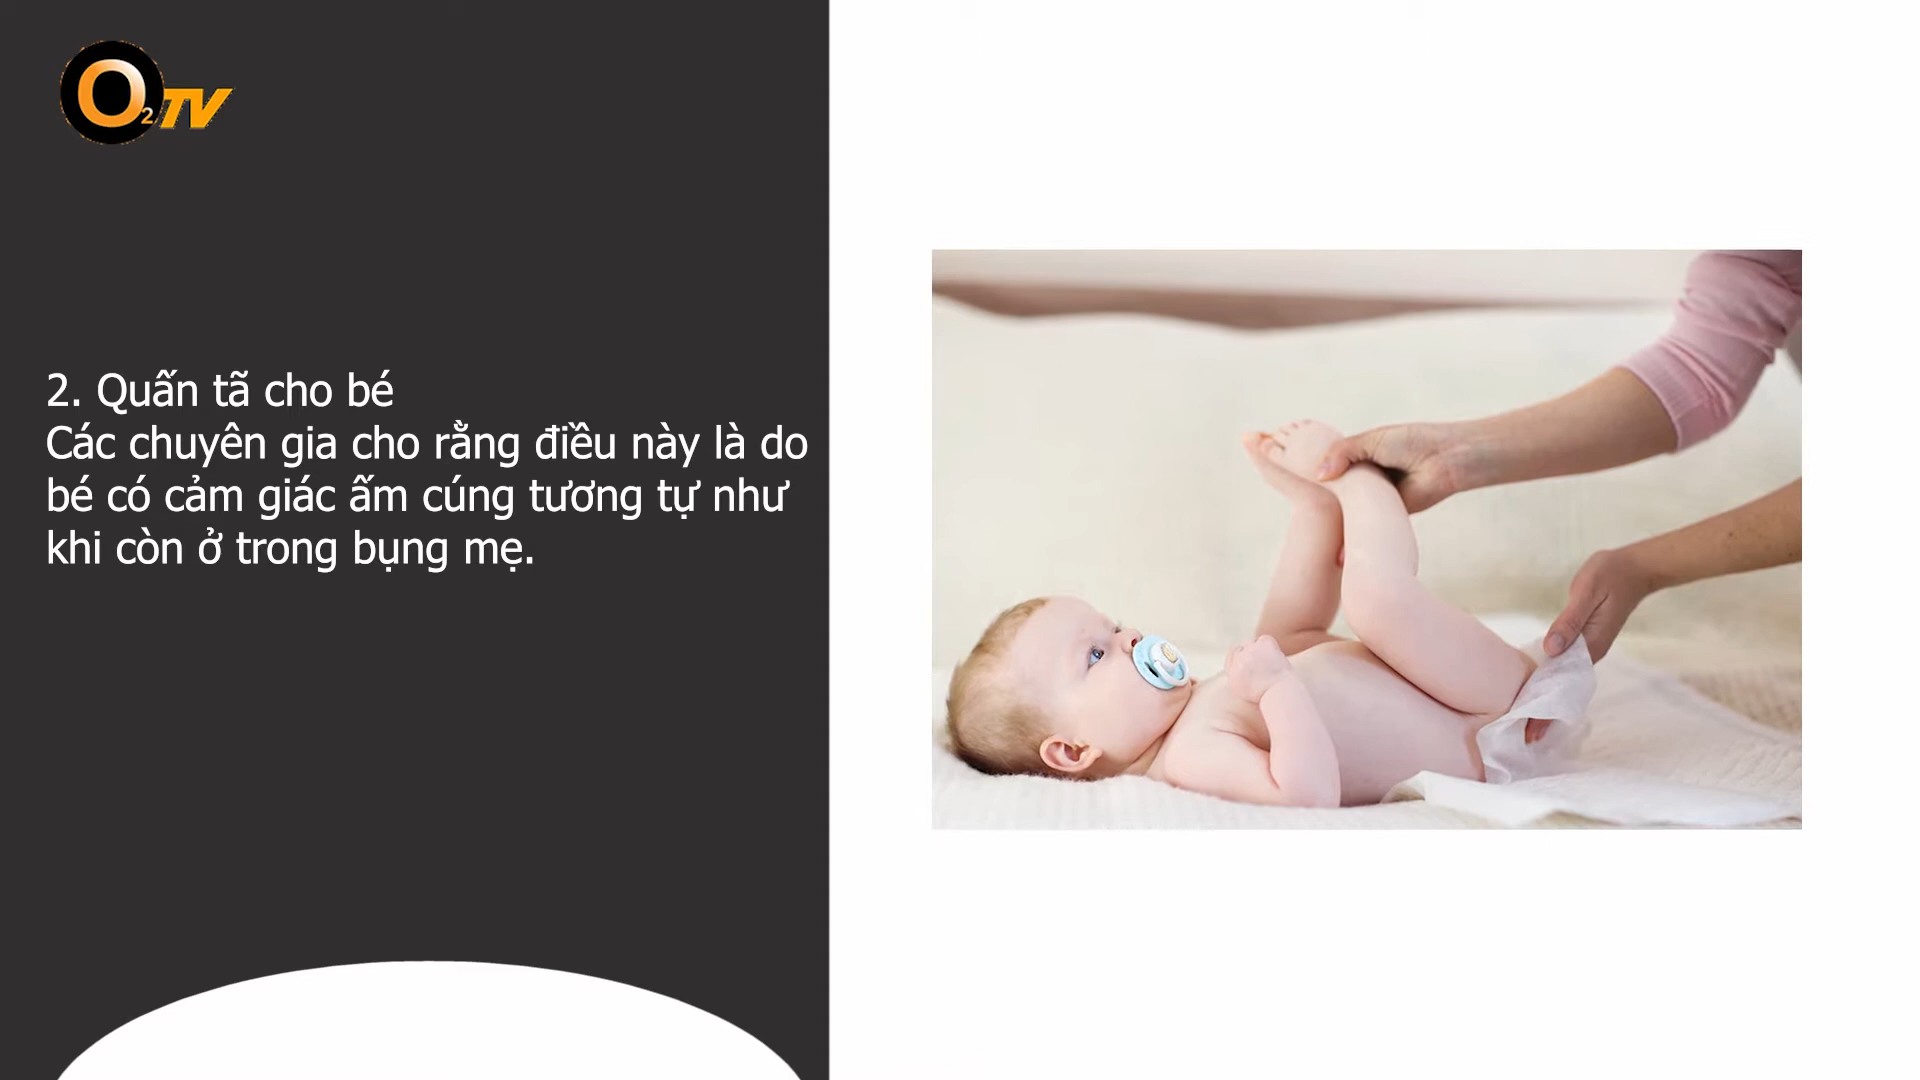 O2TV
2. Quấn tã cho bé
Các chuyên gia cho rằng điều này là do
bé có cảm giác ấm cúng tương tự như
khi còn ở trong bụng mẹ.